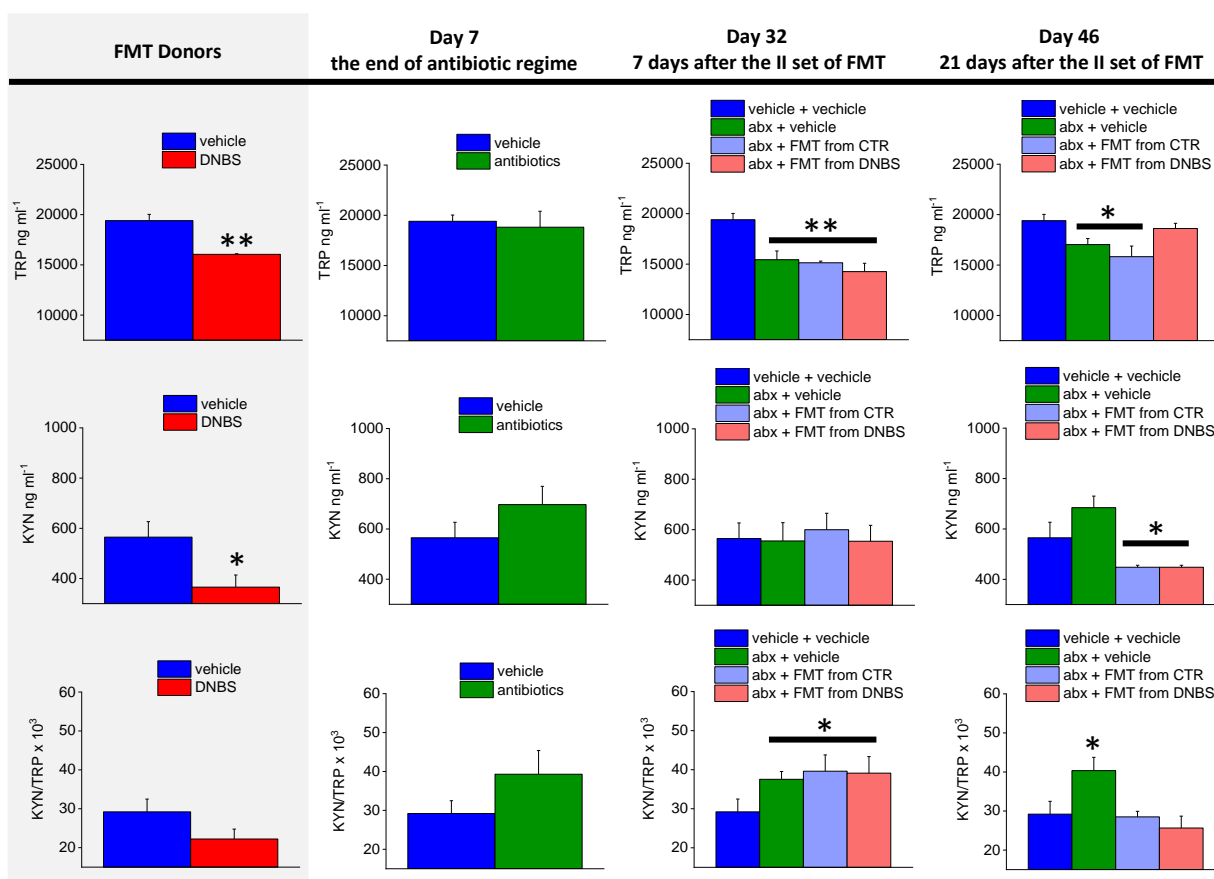 FMT Donors
Day 7
the end of antibiotic regime
Day 32
7 days after the II set of FMT
Day 46
21 days after the II set of FMT
vehicle
DNBS
25000
20000
15000
10000
TRP ng ml⁻¹
**
vehicle
antibiotics
25000
20000
15000
10000
TRP ng ml⁻¹
vehicle + vechicle
abx + vehicle
abx + FMT from CTR
abx + FMT from DNBS
25000
20000
15000
10000
TRP ng ml⁻¹
**
vehicle + vechicle
abx + vehicle
abx + FMT from CTR
abx + FMT from DNBS
25000
20000
15000
10000
TRP ng ml⁻¹
*
vehicle
DNBS
1000
800
600
400
KYN ng ml⁻¹
*
vehicle
antibiotics
1000
800
600
400
KYN ng ml⁻¹
vehicle + vechicle
abx + vehicle
abx + FMT from CTR
abx + FMT from DNBS
1000
800
600
400
KYN ng ml⁻¹
vehicle + vechicle
abx + vehicle
abx + FMT from CTR
abx + FMT from DNBS
1000
800
600
400
KYN ng ml⁻¹
*
vehicle
DNBS
60
50
40
30
20
KYN/TRP x 10³
vehicle
antibiotics
60
50
40
30
20
KYN/TRP x 10³
vehicle + vechicle
abx + vehicle
abx + FMT from CTR
abx + FMT from DNBS
60
50
40
30
20
KYN/TRP x 10³
*
vehicle + vechicle
abx + vehicle
abx + FMT from CTR
abx + FMT from DNBS
60
50
40
30
20
KYN/TRP x 10³
*